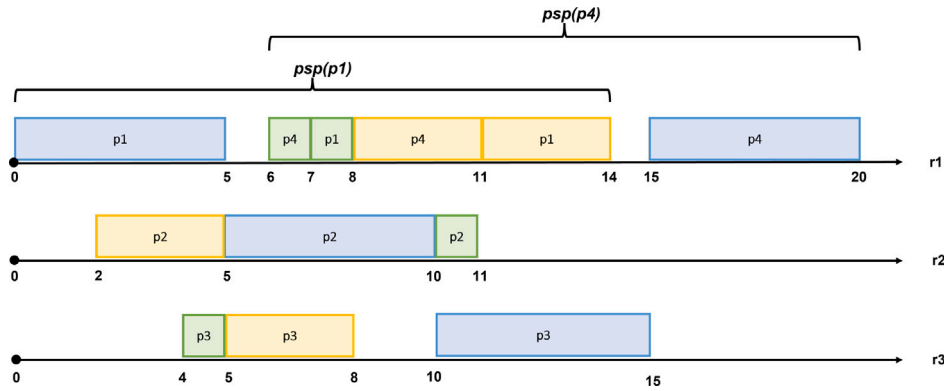 psp(p4)
psp(p1)
p1 p4 p1 p4 p1 p4
0 5 6 7 8 11 14 15 20 r1
p2 p2 p2
0 2 5 10 11 r2
p3 p3 p3
0 4 5 8 10 15 r3